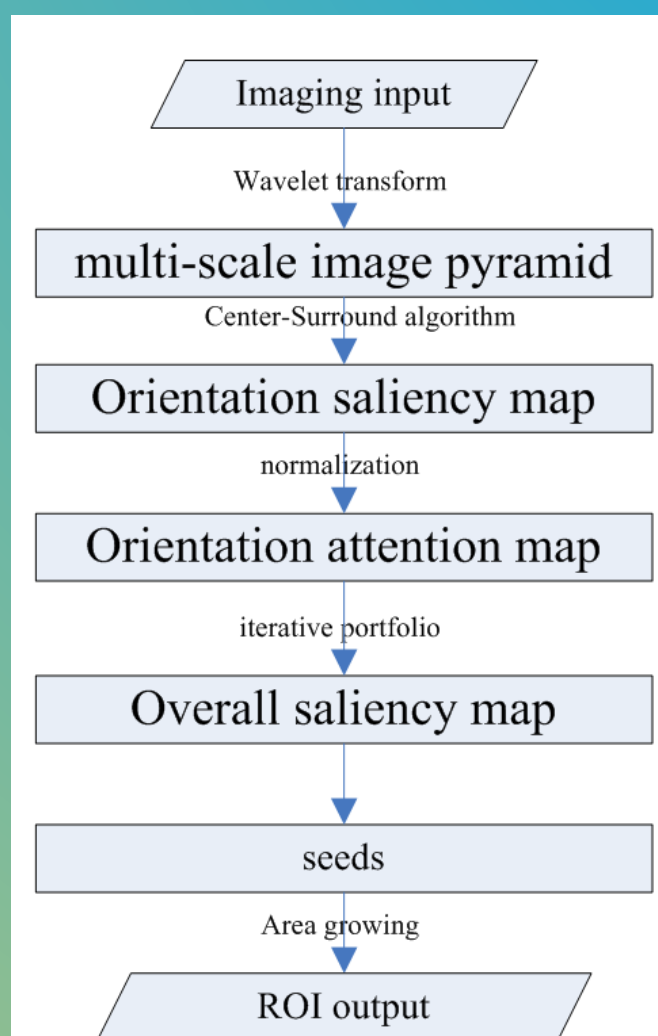 Imaging input
Wavelet transform
multi-scale image pyramid
Center-Surround algorithm
Orientation saliency map
normalization
Orientation attention map
iterative portfolio
Overall saliency map
seeds
Area growing
ROI output